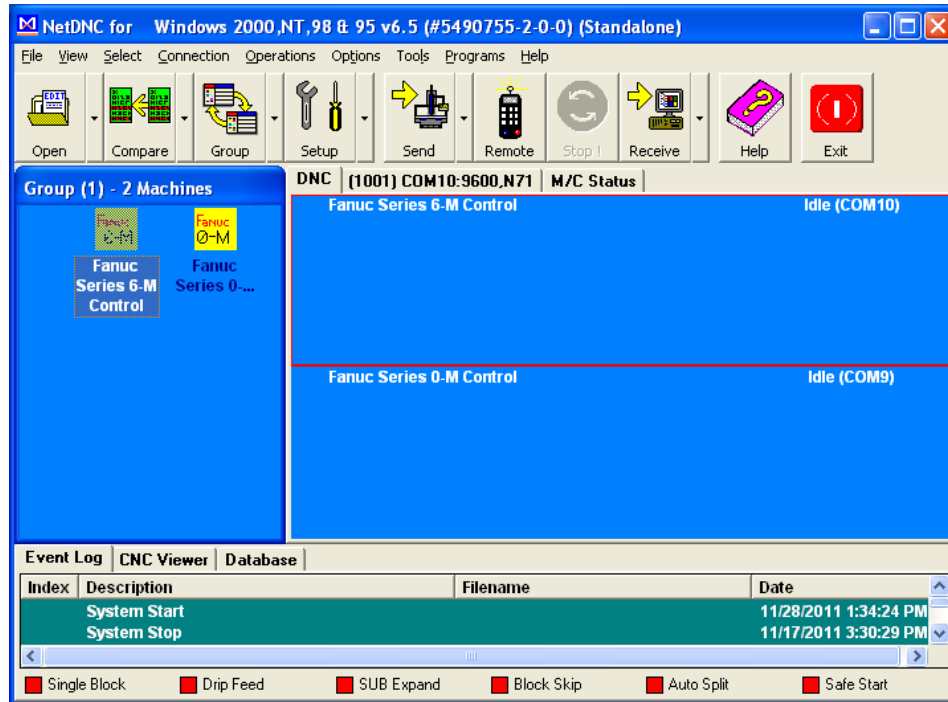 NetDNC for Windows 2000,NT,98 & 95 v6.5 (#5490755-2-0-0) (Standalone)
File View Select Connection Operations Options Tools Programs Help
EDIT
Open Compare Group Setup Send Remote Stop ! Receive Help Exit
Group (1) - 2 Machines
DNC (1001) COM10:9600,N71 M/C Status
Fanuc 6-M
Fanuc 0-M
Fanuc Series 6-M Control
Fanuc Series 0-...
Fanuc Series 6-M Control Idle (COM10)
Fanuc Series 0-M Control Idle (COM9)
Event Log CNC Viewer Database
Index Description Filename Date
System Start 11/28/2011 1:34:24 PM
System Stop 11/17/2011 3:30:29 PM
Single Block Drip Feed SUB Expand Block Skip Auto Split Safe Start